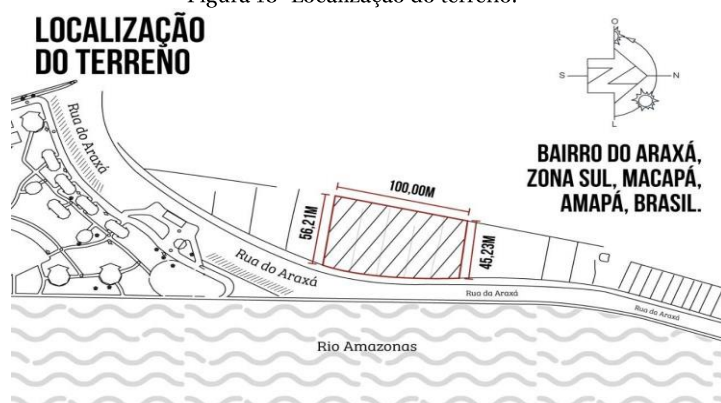 Figura 18- Localização do terreno.
LOCALIZAÇÃO
DO TERRENO
O
S
N
L
BAIRRO DO ARAXÁ,
ZONA SUL, MACAPÁ,
AMAPÁ, BRASIL.
Rua do Araxá
100,00M
56,21M
45,23M
Rua do Araxá
Rua do Araxá
Rua do Araxá
Rio Amazonas